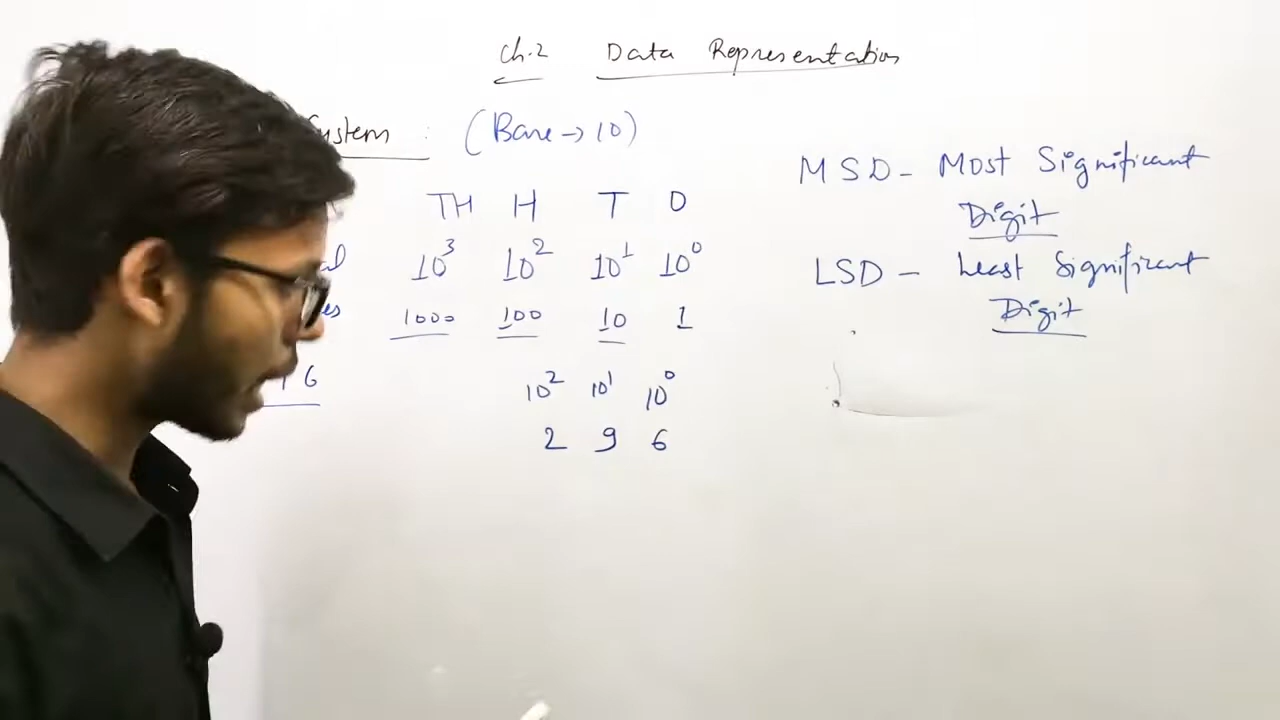 Ch.2 Data Representation
System : (Base → 10)
TH H T O
10³ 10² 10¹ 10⁰
1000 100 10 1
6
10² 10¹ 10⁰
2 9 6
MSD - Most Significant
Digit
LSD - Least Significant
Digit